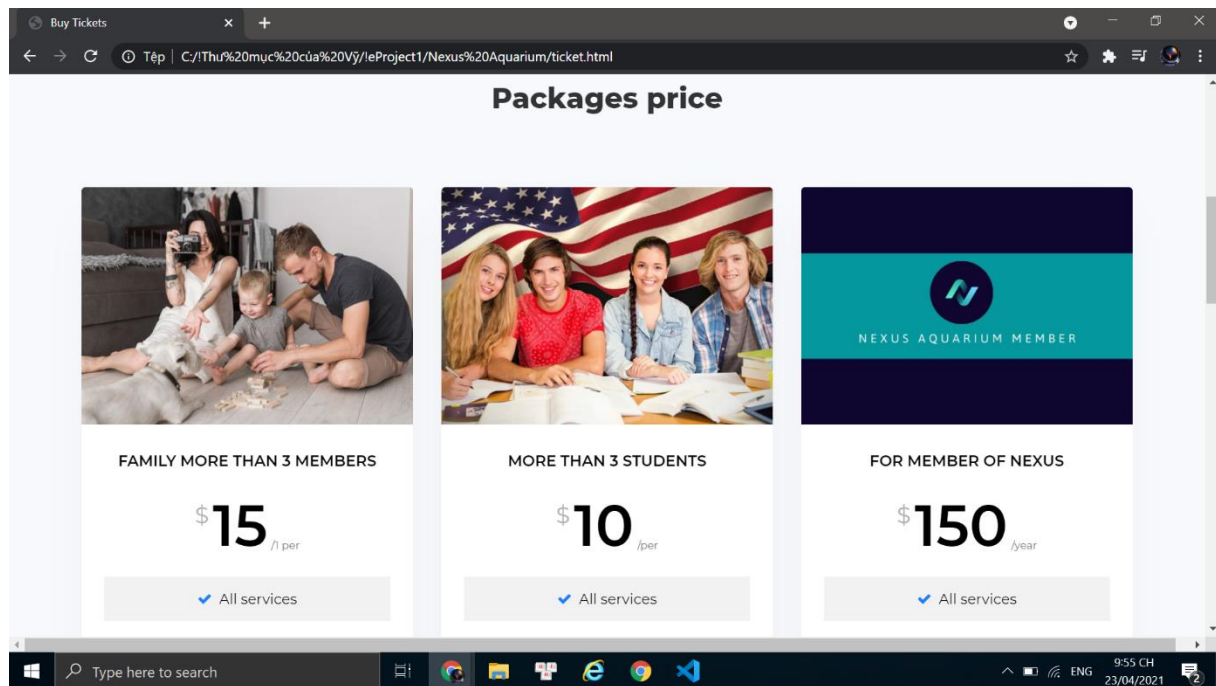 Buy Tickets
Tệp | C:/!Thư%20mục%20của%20Vỹ/!eProject1/Nexus%20Aquarium/ticket.html
Packages price
NEXUS AQUARIUM MEMBER
FAMILY MORE THAN 3 MEMBERS
$15 /1 per
All services
MORE THAN 3 STUDENTS
$10 /per
All services
FOR MEMBER OF NEXUS
$150 /year
All services
Type here to search
ENG
9:55 CH
23/04/2021
2